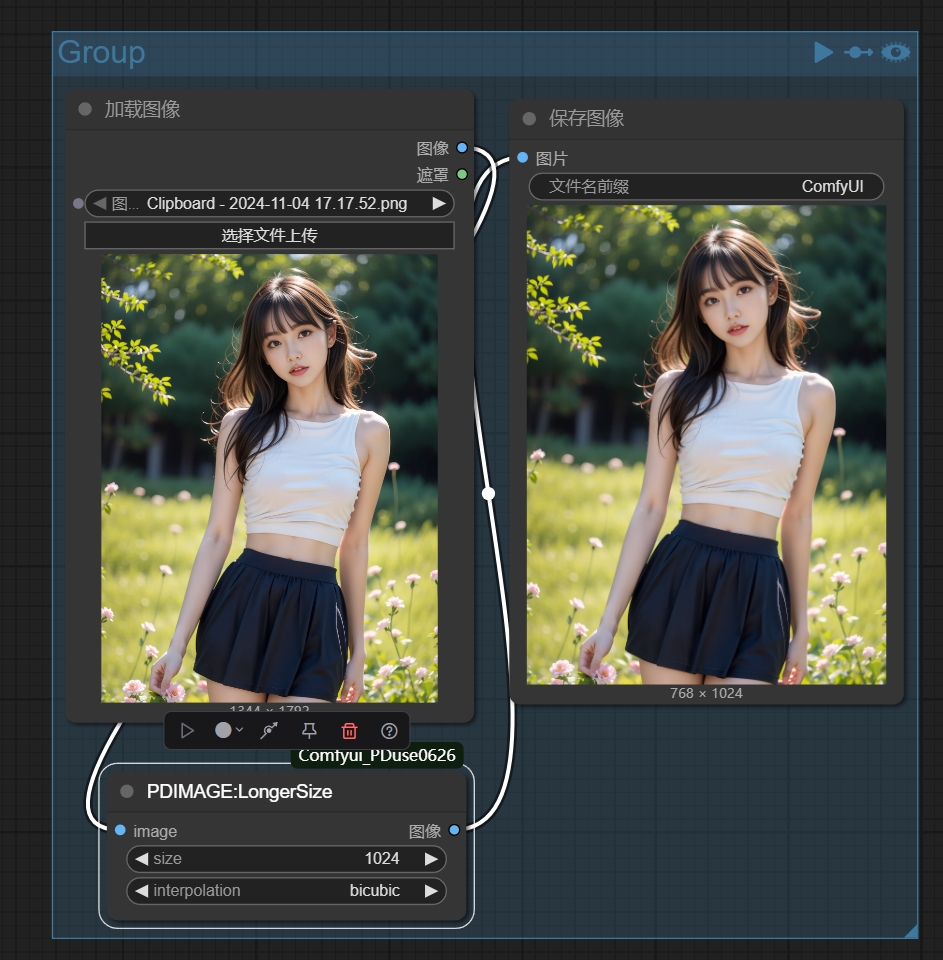 Group
加载图像
图像
遮罩
图... Clipboard - 2024-11-04 17.17.52.png
选择文件上传
1344 × 1792
保存图像
图片
文件名前缀 ComfyUI
768 × 1024
Comfyui_PDuse0626
PDIMAGE:LongerSize
image 图像
size 1024
interpolation bicubic